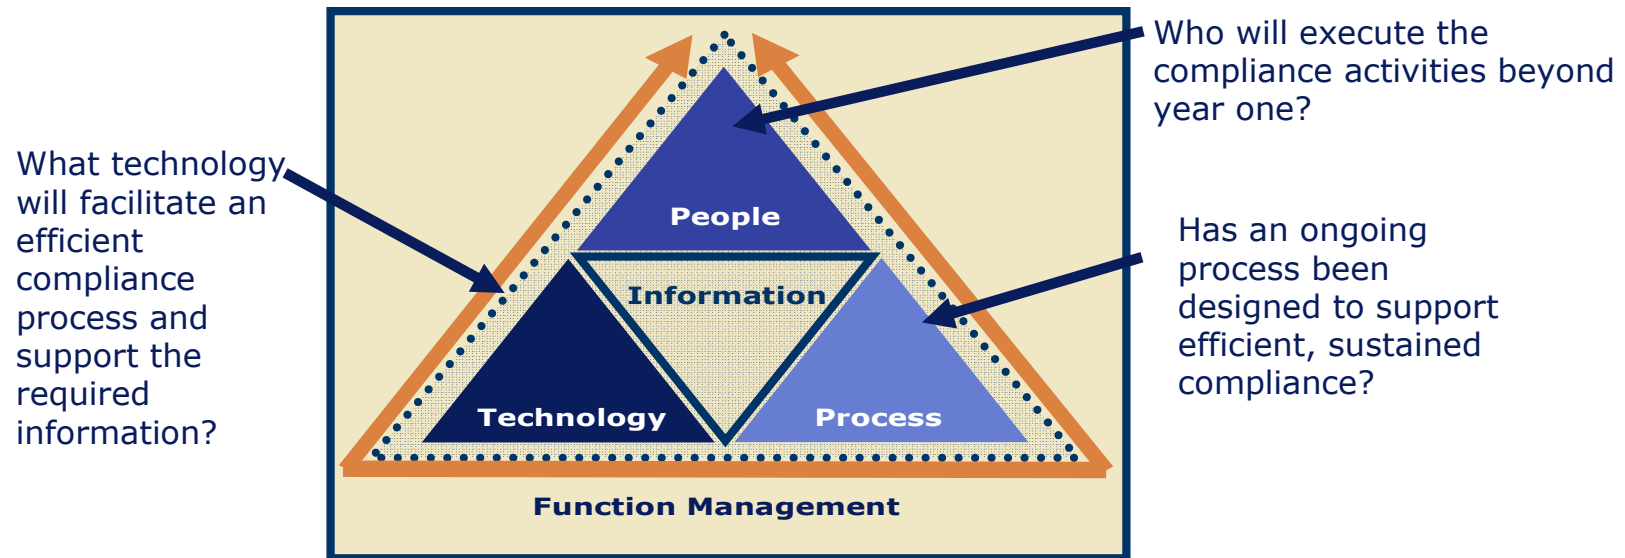 Who will execute the
compliance activities beyond
year one?
What technology
will facilitate an
efficient
compliance
process and
support the
required
information?
People
Has an ongoing
process been
designed to support
efficient, sustained
compliance?
Information
Technology
Process
Function Management